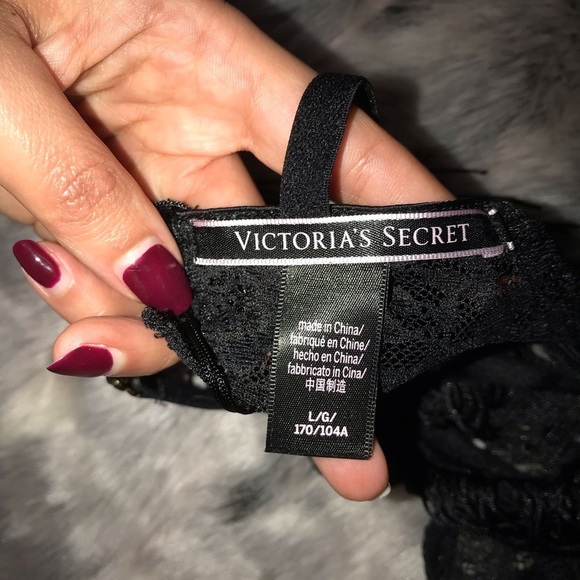 VICTORIA'S SECRET
made in China/
fabriqué en Chine/
hecho en China/
fabbricato in Cina/
中国制造
L/G/
170/104A